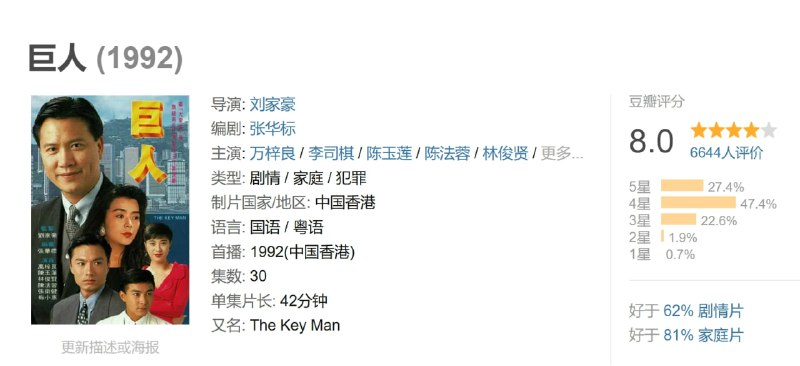 巨人 (1992)
巨人
THE KEY MAN
更新描述或海报
导演: 刘家豪
编剧: 张华标
主演: 万梓良 / 李司棋 / 陈玉莲 / 陈法蓉 / 林俊贤 / 更多...
类型: 剧情 / 家庭 / 犯罪
制片国家/地区: 中国香港
语言: 国语 / 粤语
首播: 1992(中国香港)
集数: 30
单集片长: 42分钟
又名: The Key Man
豆瓣评分
8.0
6644人评价
5星 27.4%
4星 47.4%
3星 22.6%
2星 1.9%
1星 0.7%
好于 62% 剧情片
好于 81% 家庭片